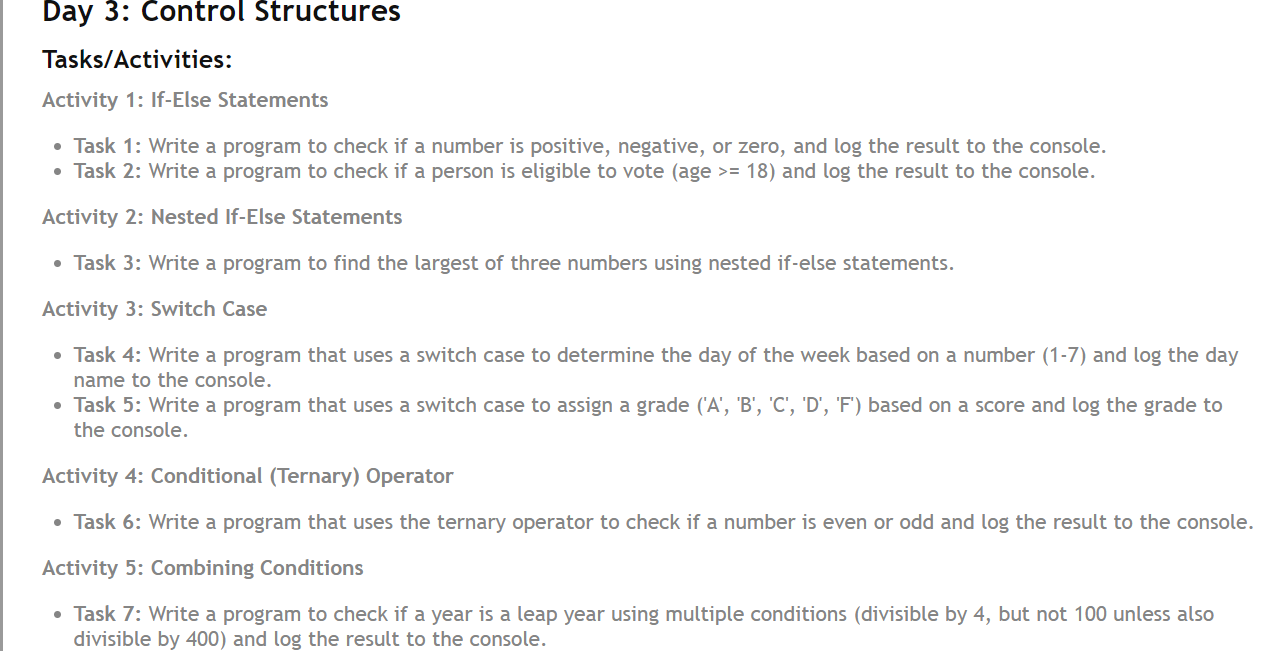 Day 3: Control Structures
Tasks/Activities:
Activity 1: If-Else Statements
• Task 1: Write a program to check if a number is positive, negative, or zero, and log the result to the console.
• Task 2: Write a program to check if a person is eligible to vote (age >= 18) and log the result to the console.
Activity 2: Nested If-Else Statements
• Task 3: Write a program to find the largest of three numbers using nested if-else statements.
Activity 3: Switch Case
• Task 4: Write a program that uses a switch case to determine the day of the week based on a number (1-7) and log the day
name to the console.
• Task 5: Write a program that uses a switch case to assign a grade ('A', 'B', 'C', 'D', 'F') based on a score and log the grade to
the console.
Activity 4: Conditional (Ternary) Operator
• Task 6: Write a program that uses the ternary operator to check if a number is even or odd and log the result to the console.
Activity 5: Combining Conditions
• Task 7: Write a program to check if a year is a leap year using multiple conditions (divisible by 4, but not 100 unless also
divisible by 400) and log the result to the console.